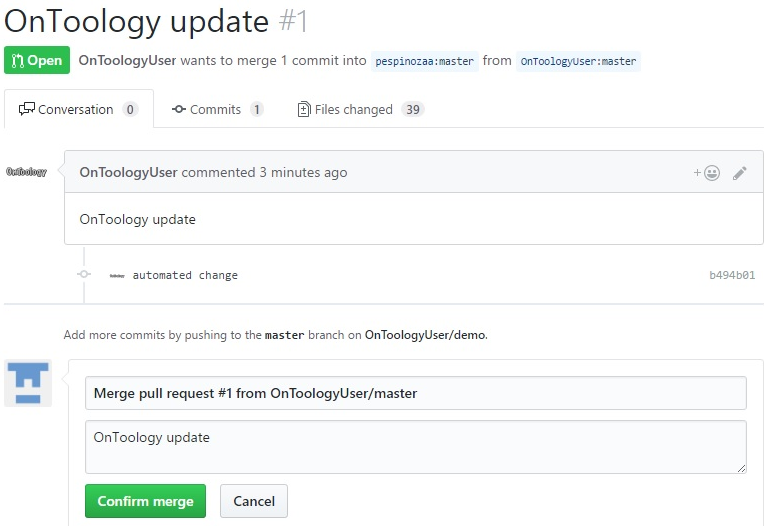 OnToology update #1
Open OnToologyUser wants to merge 1 commit into pespinozaa:master from OnToologyUser:master
Conversation 0 Commits 1 Files changed 39
OnToology
OnToologyUser commented 3 minutes ago +
OnToology update
automated change b494b01
Add more commits by pushing to the master branch on OnToologyUser/demo.
Merge pull request #1 from OnToologyUser/master
OnToology update
Confirm merge Cancel